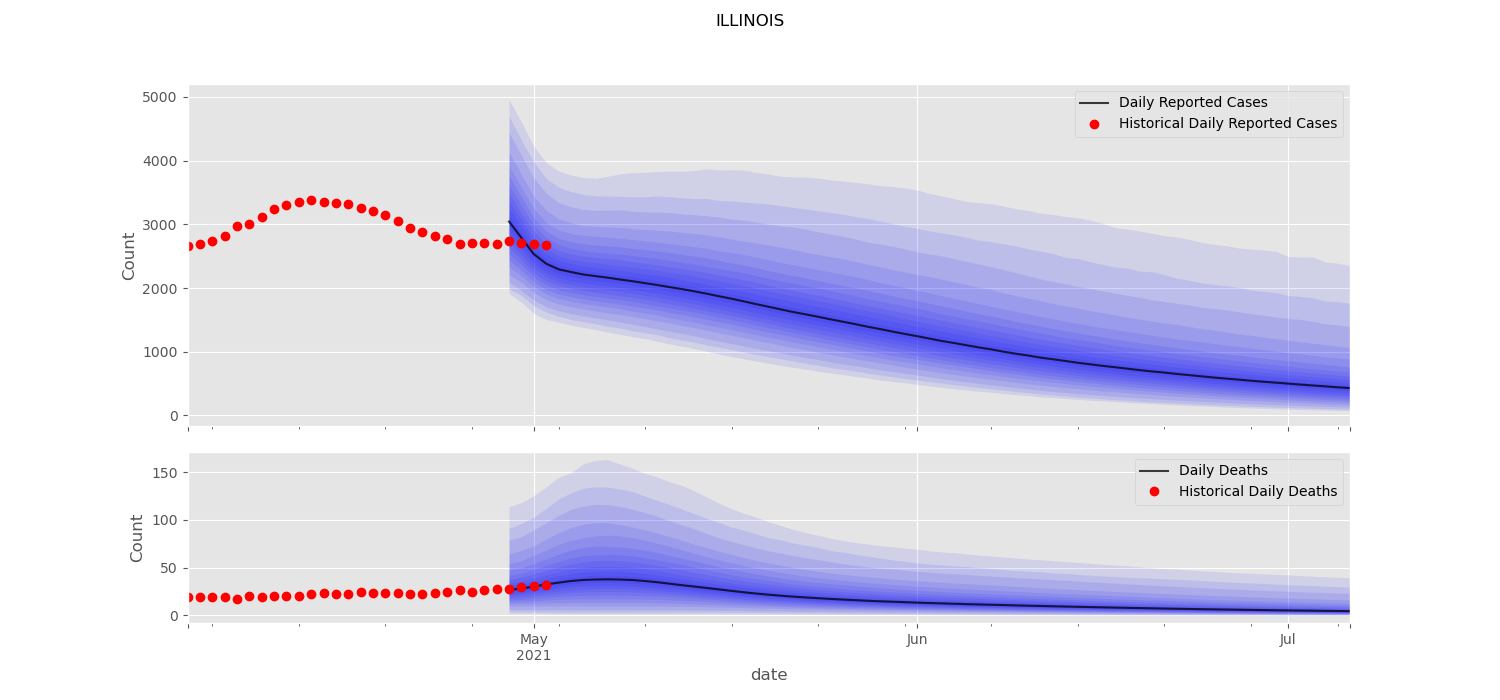 ILLINOIS
5000
4000
3000
2000
1000
0
Count
Daily Reported Cases
Historical Daily Reported Cases
150
100
50
0
Count
Daily Deaths
Historical Daily Deaths
May
2021
Jun
Jul
date